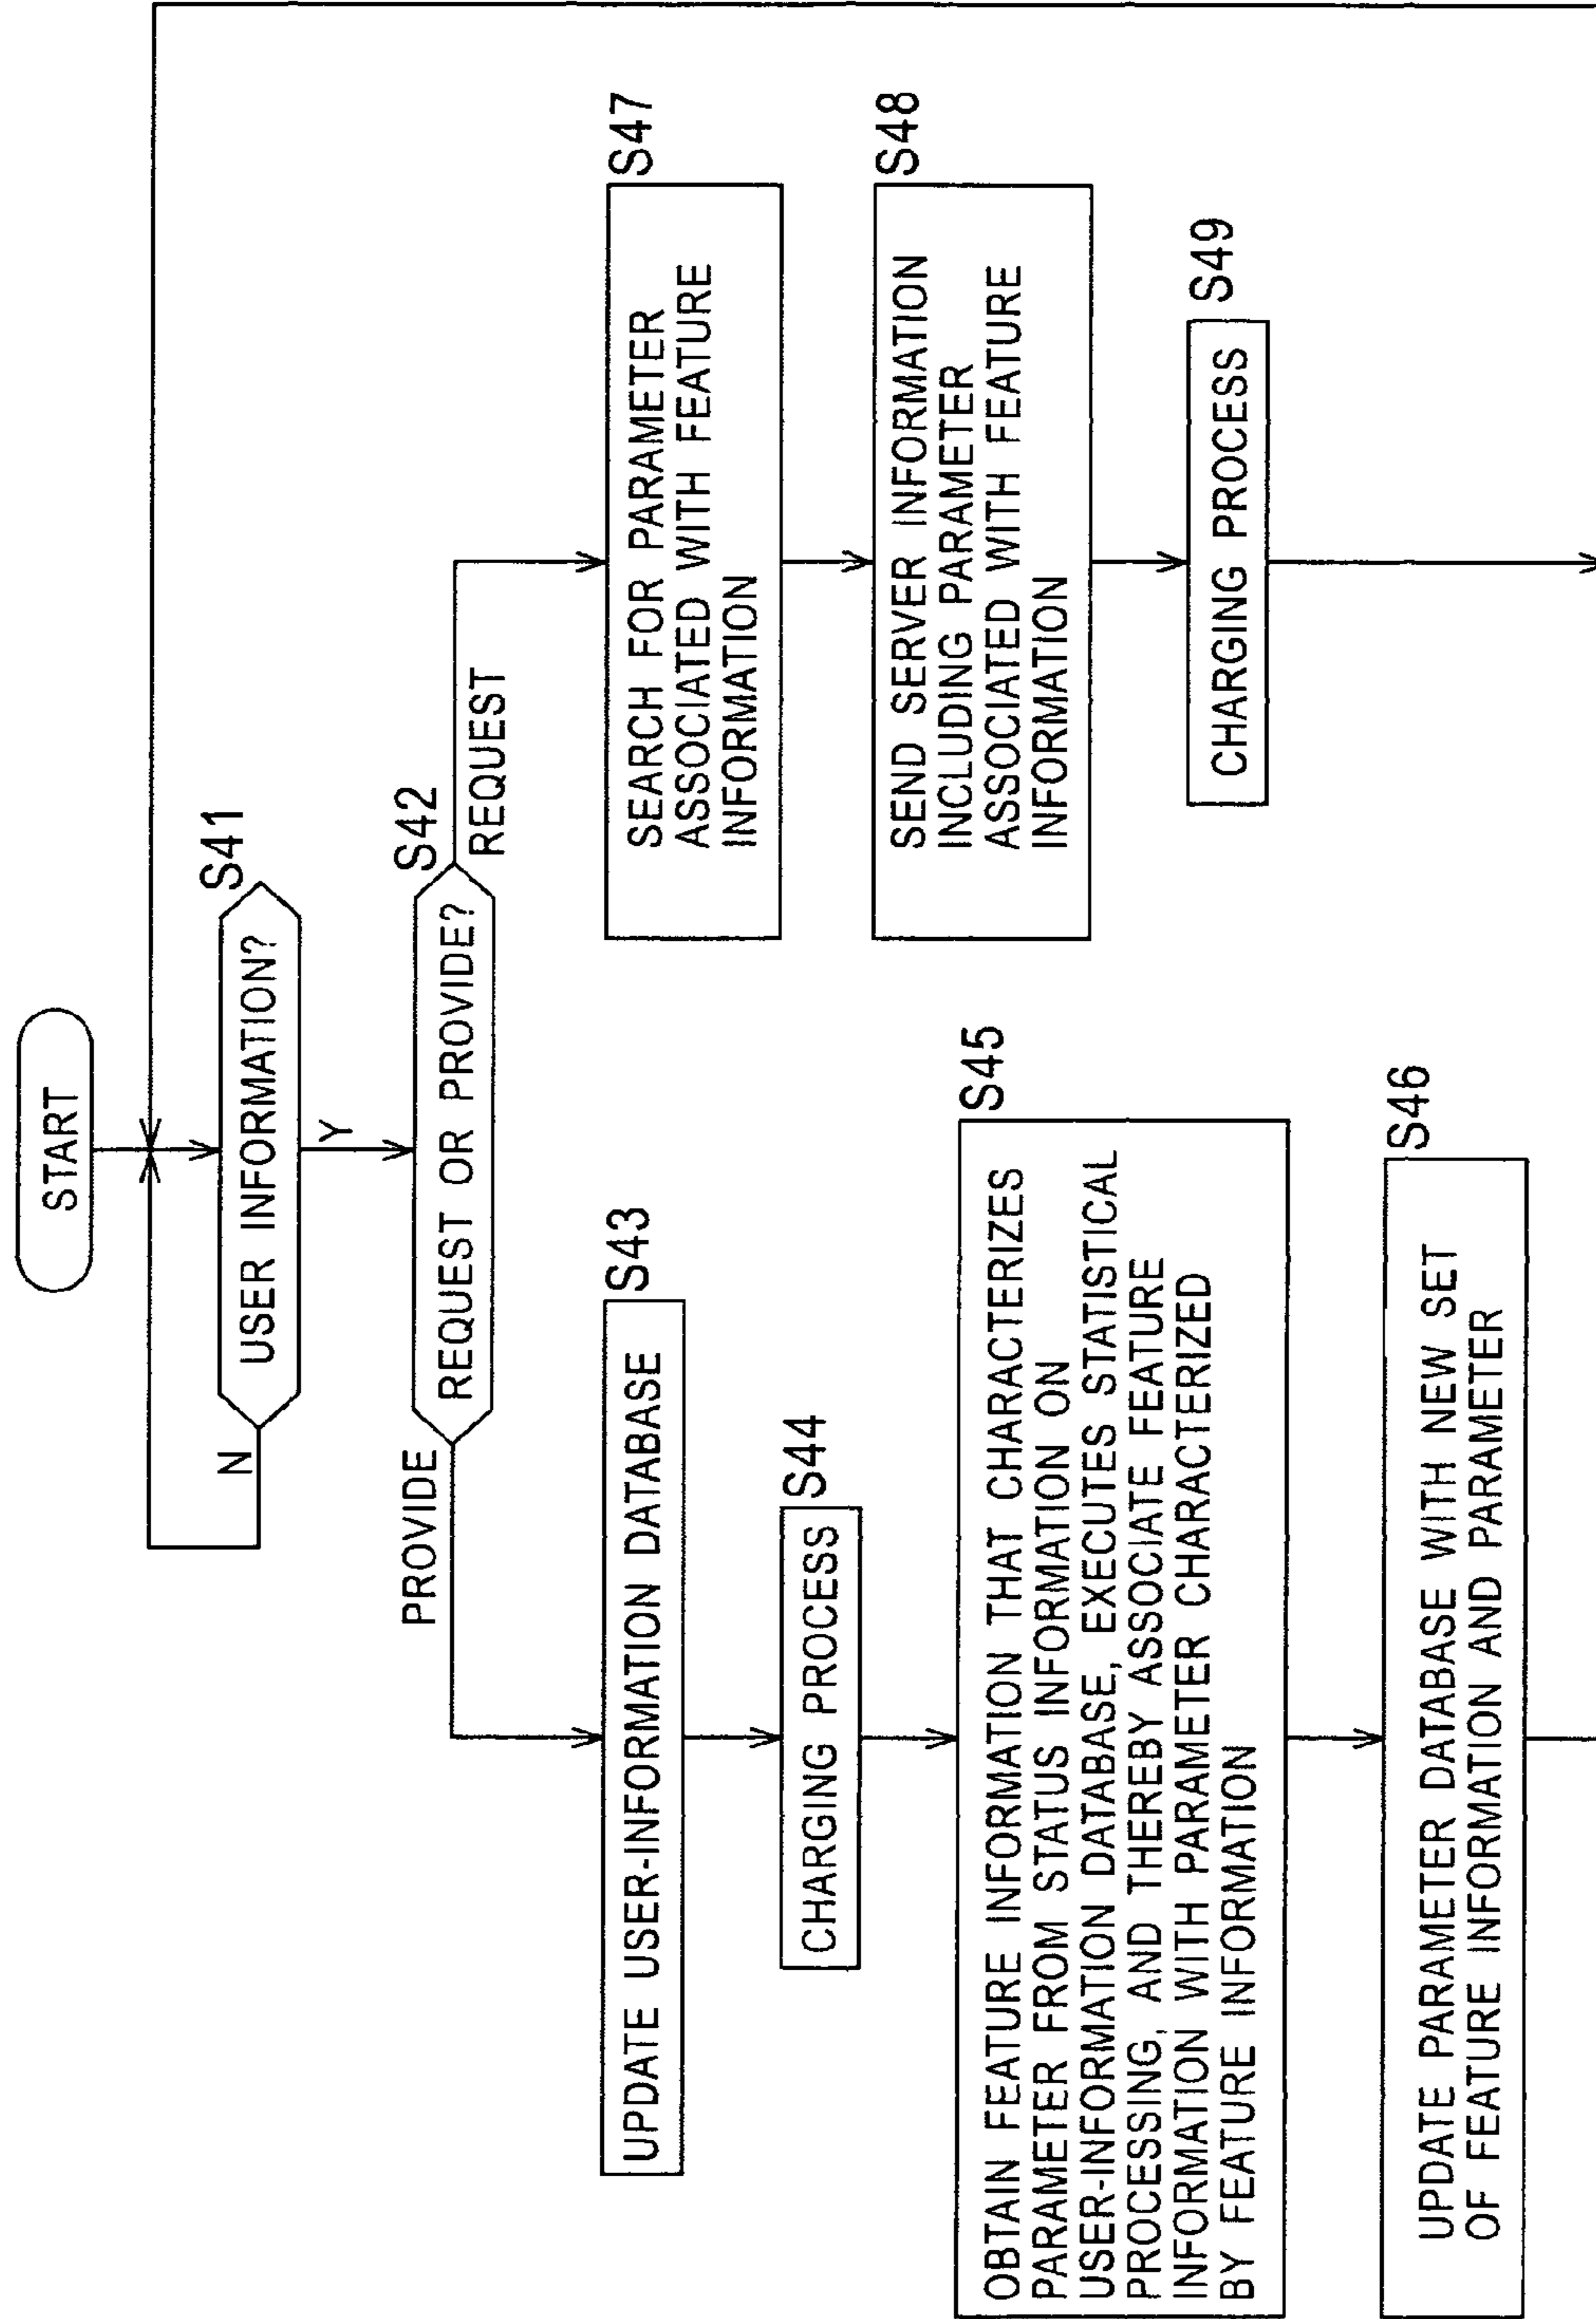 START
USER INFORMATION?
S41
N
Y
REQUEST OR PROVIDE?
S42
PROVIDE
REQUEST
UPDATE USER-INFORMATION DATABASE
S43
CHARGING PROCESS
S44
OBTAIN FEATURE INFORMATION THAT CHARACTERIZES
PARAMETER FROM STATUS INFORMATION ON
USER-INFORMATION DATABASE, EXECUTES STATISTICAL
PROCESSING, AND THEREBY ASSOCIATE FEATURE
INFORMATION WITH PARAMETER CHARACTERIZED
BY FEATURE INFORMATION
S45
UPDATE PARAMETER DATABASE WITH NEW SET
OF FEATURE INFORMATION AND PARAMETER
S46
SEARCH FOR PARAMETER
ASSOCIATED WITH FEATURE
INFORMATION
S47
SEND SERVER INFORMATION
INCLUDING PARAMETER
ASSOCIATED WITH FEATURE
INFORMATION
S48
CHARGING PROCESS
S49